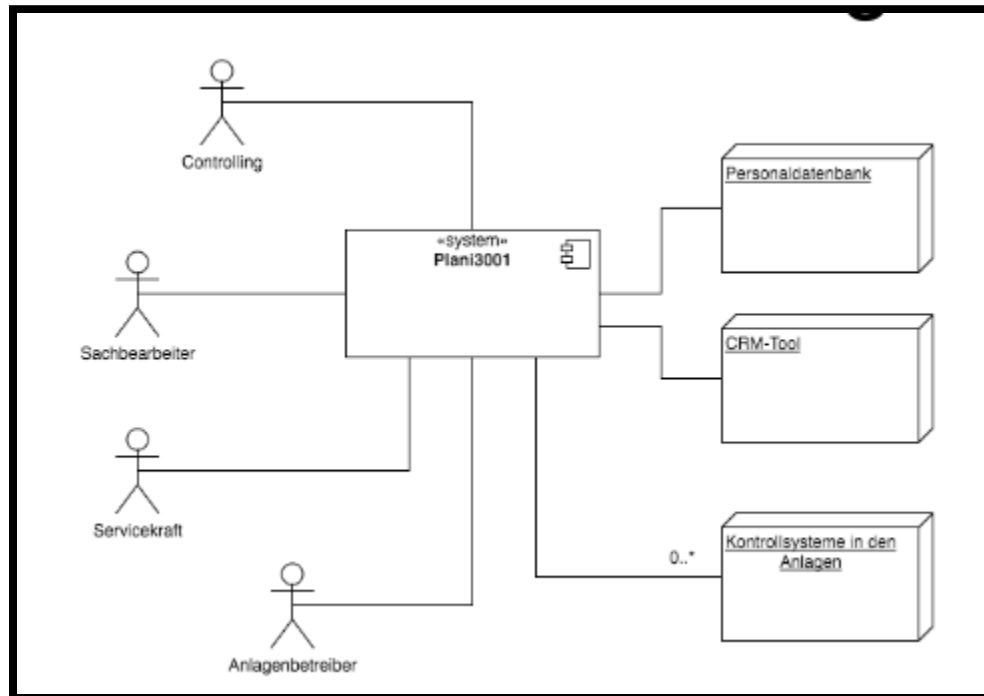 Controlling
Personaldatenbank
«system»
Plani3001
Sachbearbeiter
CRM-Tool
Servicekraft
Kontrollsysteme in den
Anlagen
0..*
Anlagenbetreiber